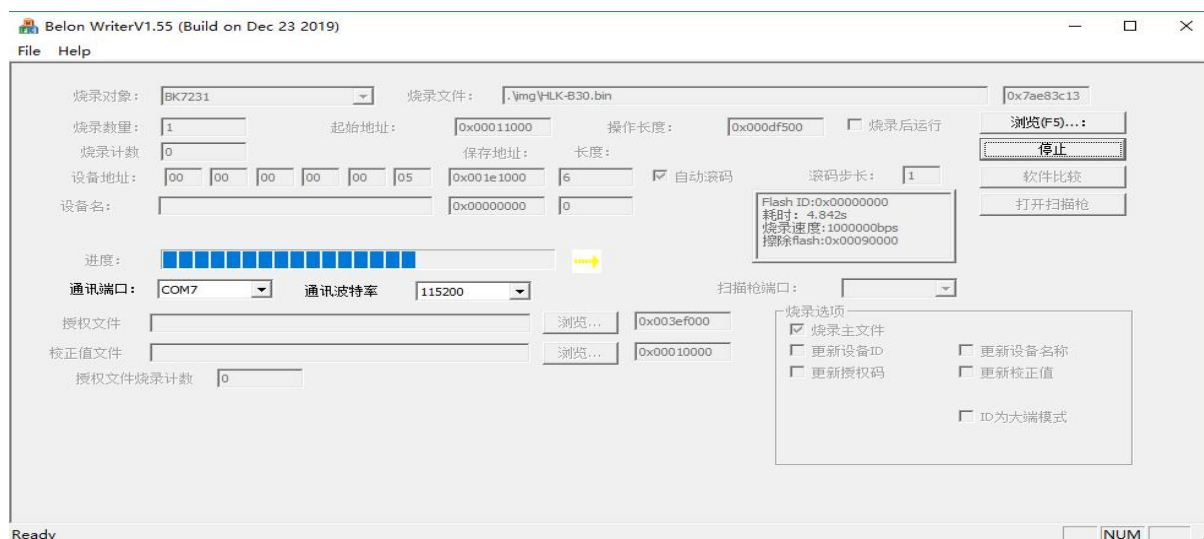 Belon WriterV1.55 (Build on Dec 23 2019)
File Help
烧录对象: BK7231 烧录文件: .\img\HLK-B30.bin 0x7ae83c13
烧录数量: 1 起始地址: 0x00011000 操作长度: 0x000df500 烧录后运行 浏览(F5)...:
烧录计数 0 保存地址: 长度: 停止
设备地址: 00 00 00 00 00 05 0x001e1000 6 自动滚码 滚码步长: 1 软件比较
设备名: 0x00000000 0 打开扫描枪
Flash ID:0x00000000
耗时: 4.842s
烧录速度:1000000bps
擦除flash:0x00090000
进度:
通讯端口: COM7 通讯波特率 115200 扫描枪端口:
授权文件 浏览... 0x003ef000
校正值文件 浏览... 0x00010000
授权文件烧录计数 0
烧录选项
烧录主文件
更新设备ID 更新设备名称
更新授权码 更新校正值
ID为大端模式
Ready NUM